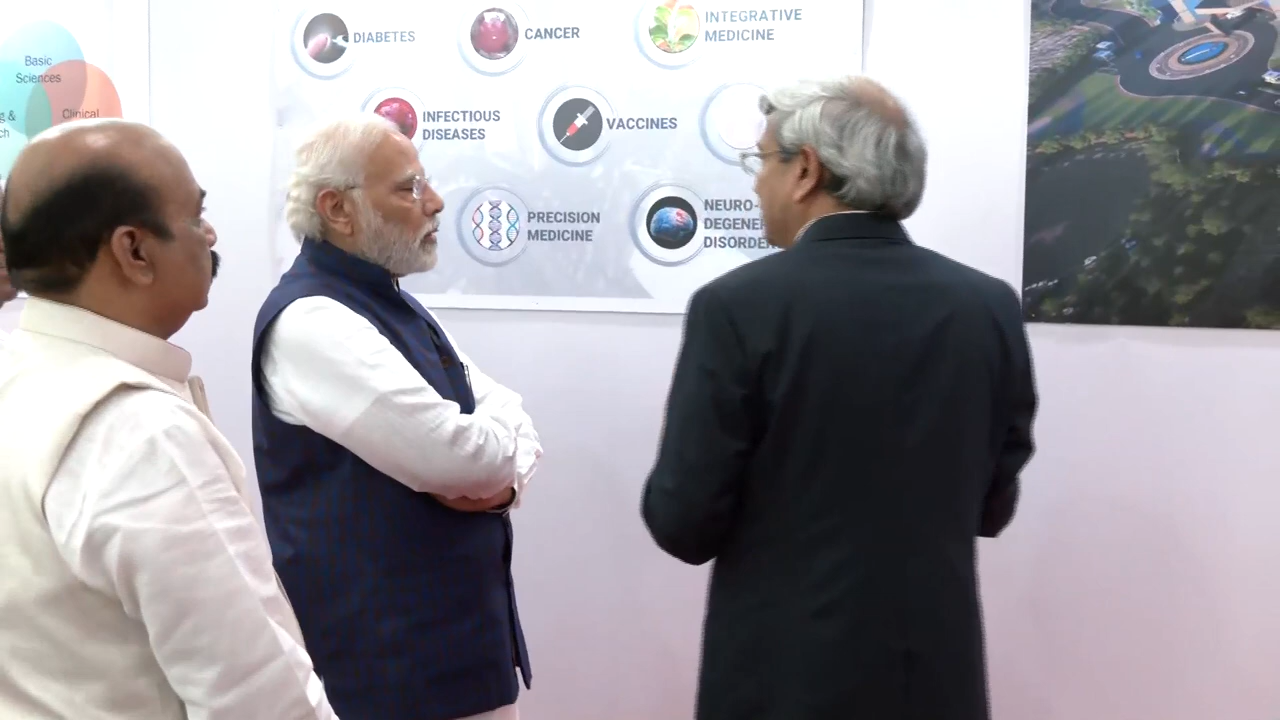 Basic
Sciences
Clinical
DIABETES
CANCER
INTEGRATIVE
MEDICINE
INFECTIOUS
DISEASES
VACCINES
PRECISION
MEDICINE
NEURO-